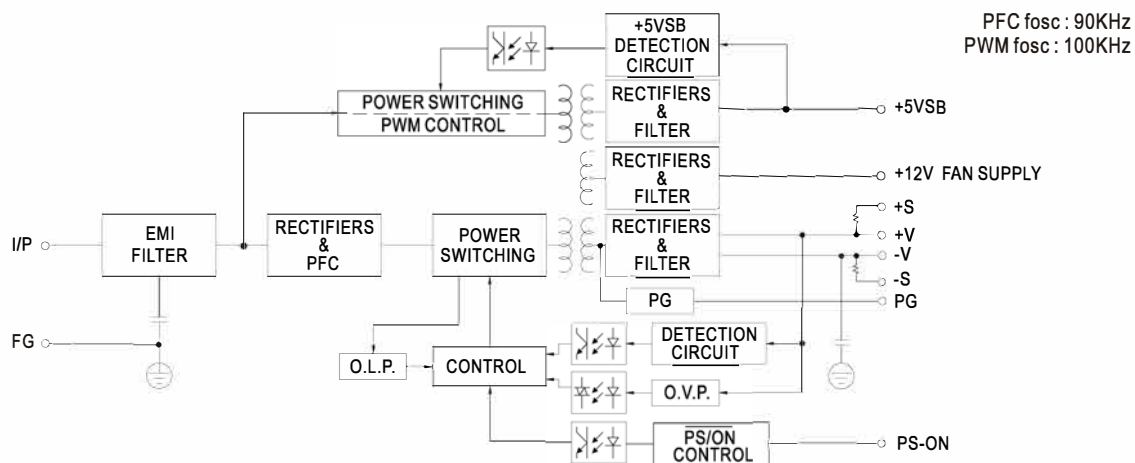 PFC fosc : 90KHz
PWM fosc : 100KHz
+5VSB
DETECTION
CIRCUIT
POWER SWITCHING
PWM CONTROL
RECTIFIERS
&
FILTER
+5VSB
RECTIFIERS
&
FILTER
+12V FAN SUPPLY
I/P
EMI
FILTER
RECTIFIERS
&
PFC
POWER
SWITCHING
RECTIFIERS
&
FILTER
+S
+V
-V
-S
PG
PG
FG
O.L.P.
CONTROL
DETECTION
CIRCUIT
O.V.P.
PS/ON
CONTROL
PS-ON